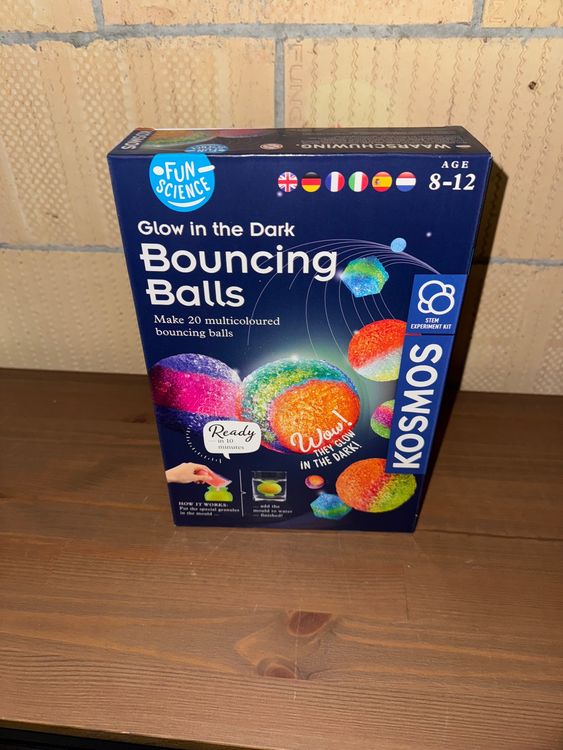 KOSMOS
WAARSCHUWING
FUN
SCIENCE
AGE
8-12
Glow in the Dark
Bouncing
Balls
Make 20 multicoloured
bouncing balls
STEM
EXPERIMENT KIT
KOSMOS
Ready
in 10
minutes
Wow!
THEY GLOW
IN THE DARK!
HOW IT WORKS:
Put the special granules
in the mould —
... add the
mould to water
— finished!